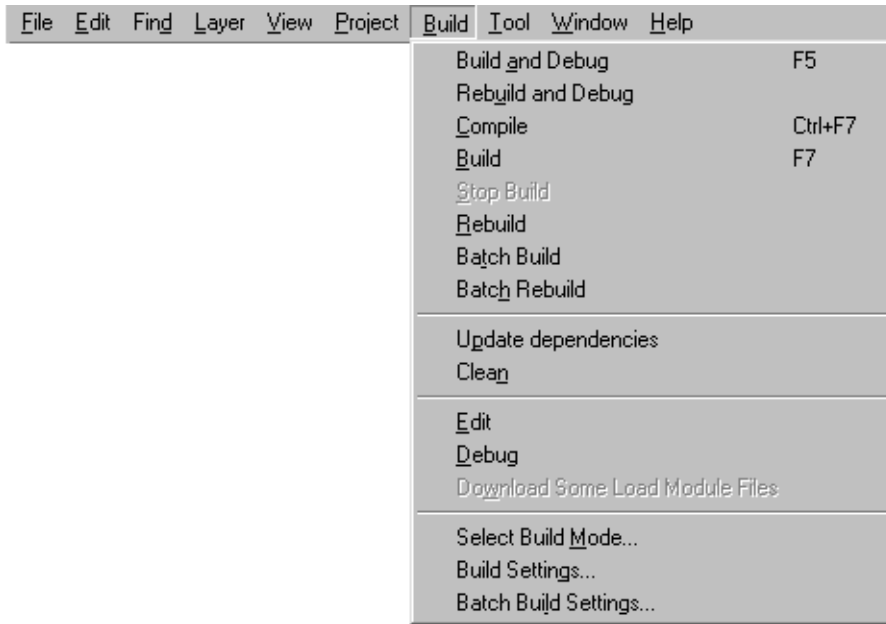 File Edit Find Layer View Project Build Tool Window Help
Build and Debug F5
Rebuild and Debug
Compile Ctrl+F7
Build F7
Stop Build
Rebuild
Batch Build
Batch Rebuild
Update dependencies
Clean
Edit
Debug
Download Some Load Module Files
Select Build Mode...
Build Settings...
Batch Build Settings...